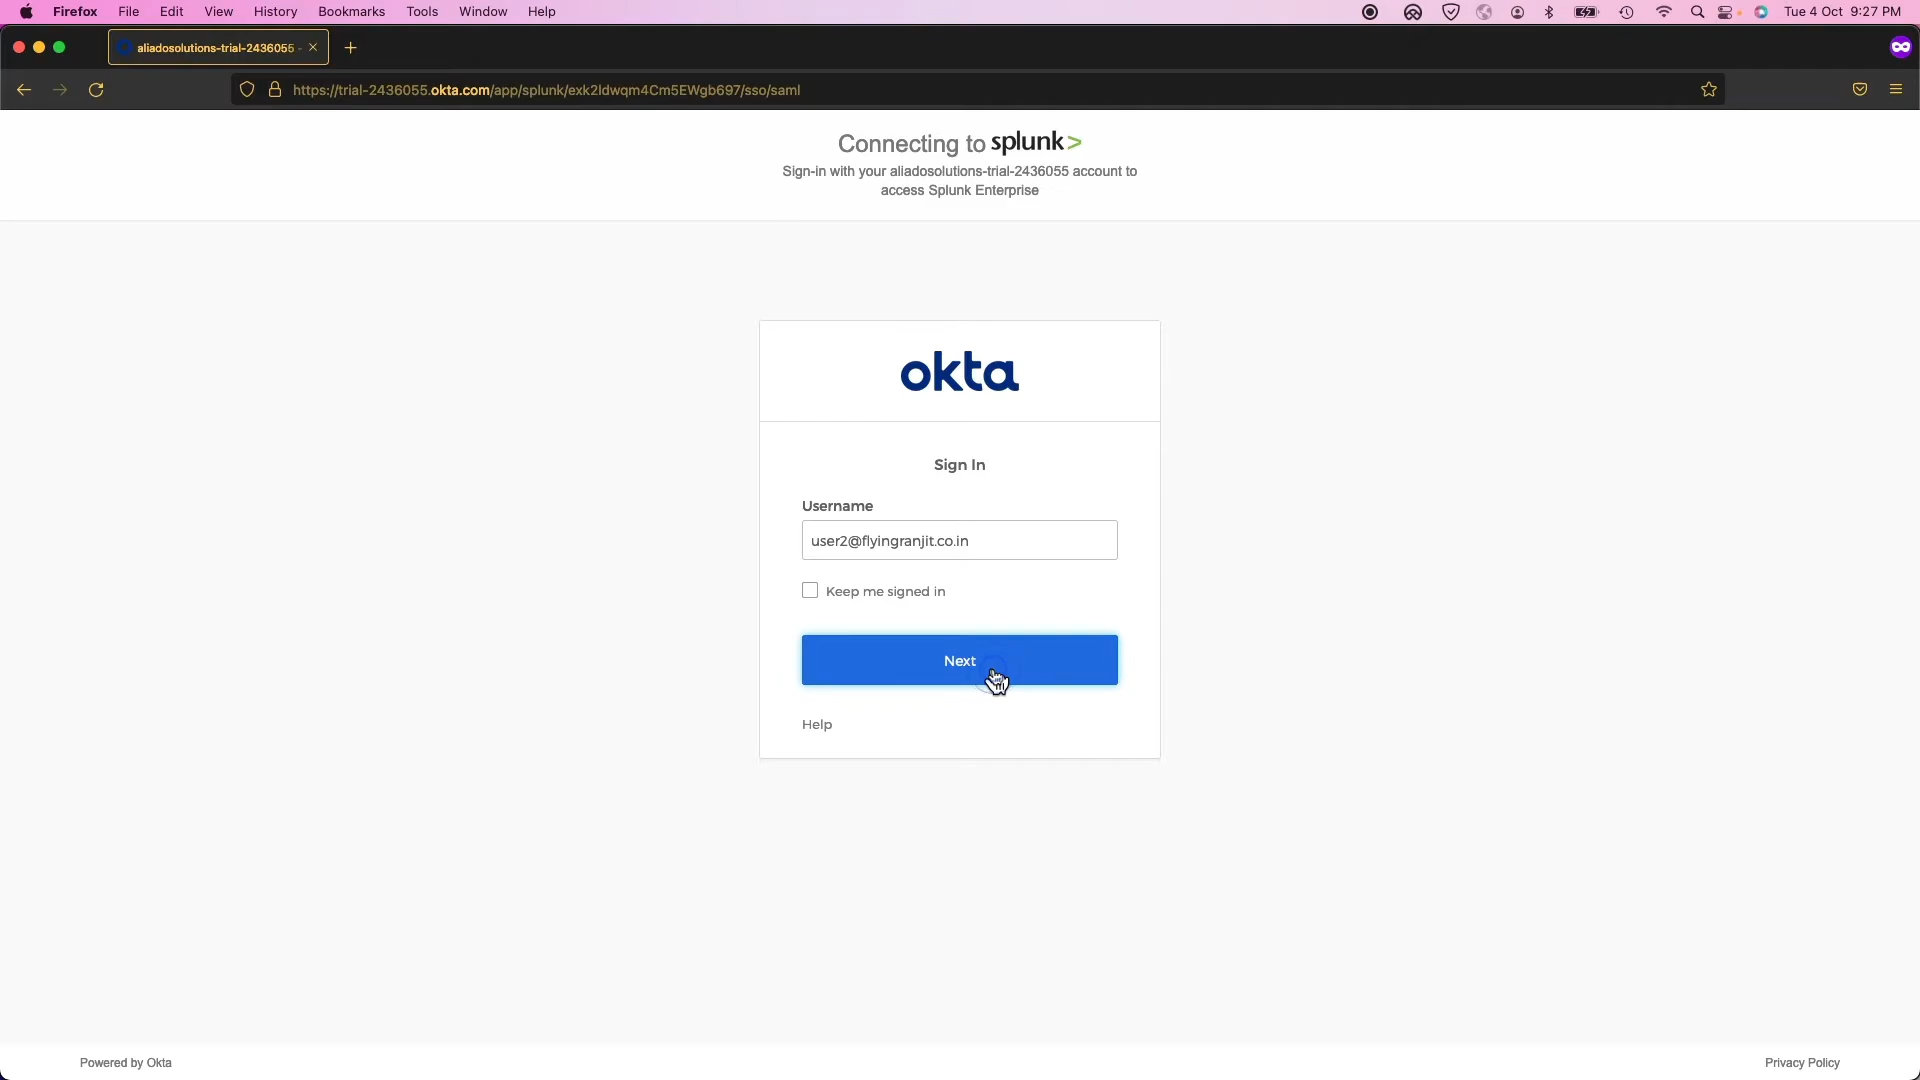 Firefox File Edit View History Bookmarks Tools Window Help Tue 4 Oct 9:27 PM
aliadosolutions-trial-2436055 -
https://trial-2436055.okta.com/app/splunk/exk2ldwqm4Cm5EWgb697/sso/saml
Connecting to splunk>
Sign-in with your aliadosolutions-trial-2436055 account to
access Splunk Enterprise
okta
Sign In
Username
user2@flyingranjit.co.in
Keep me signed in
Next
Help
Powered by Okta Privacy Policy